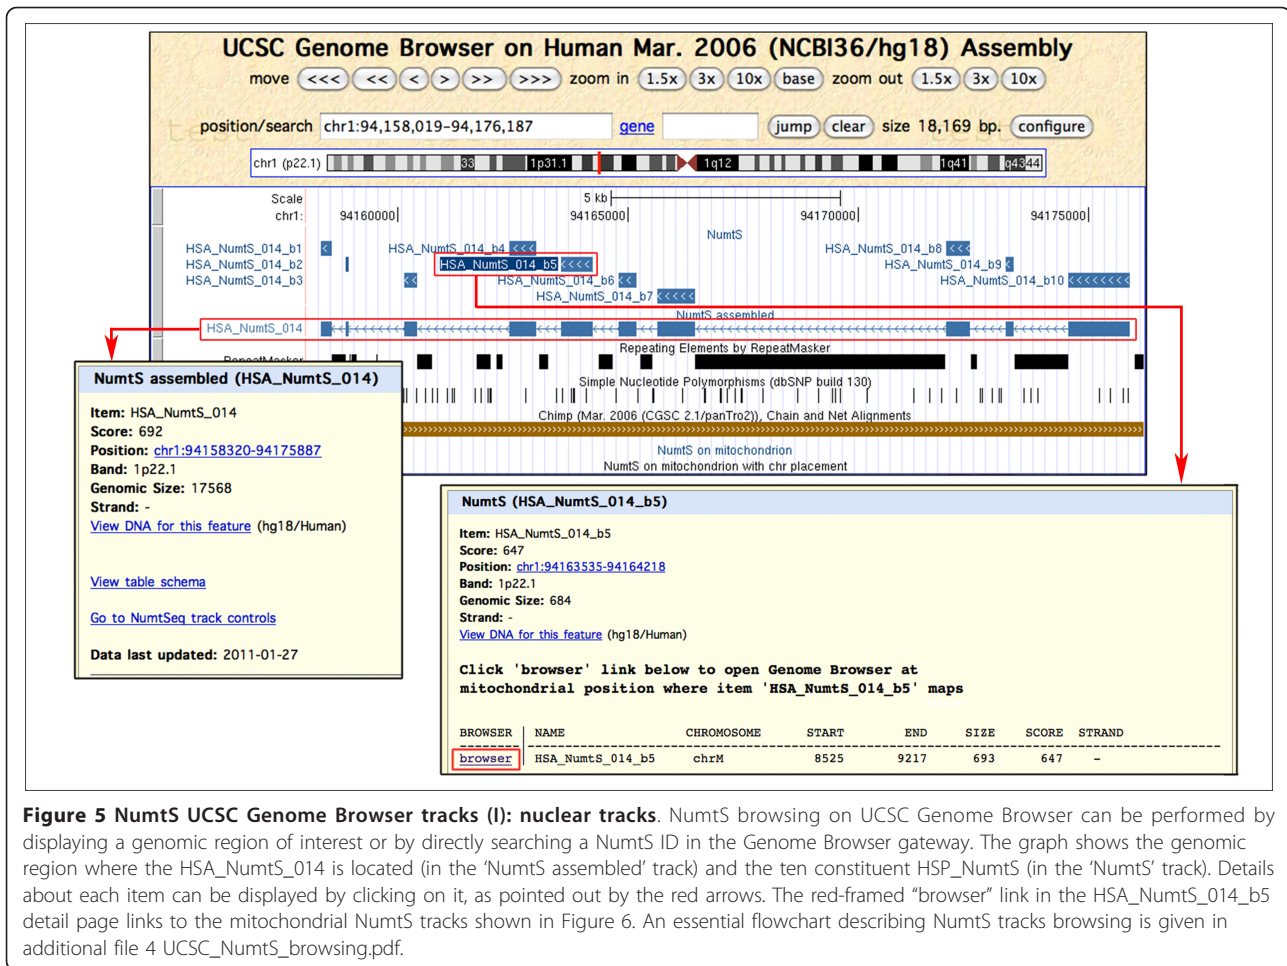 UCSC Genome Browser on Human Mar. 2006 (NCBI36/hg18) Assembly
move <<< << < > >> >>> zoom in 1.5x 3x 10x base zoom out 1.5x 3x 10x
position/search chr1:94,158,019-94,176,187 gene jump clear size 18,169 bp. configure
chr1 (p22.1) 33 1p31.1 1q12 1q41 q43 44
Scale 5 kb
chr1: 94160000 94165000 94170000 94175000
NumtS
HSA_NumtS_014_b1 HSA_NumtS_014_b4 HSA_NumtS_014_b8
HSA_NumtS_014_b2 HSA_NumtS_014_b5 HSA_NumtS_014_b9
HSA_NumtS_014_b3 HSA_NumtS_014_b6 HSA_NumtS_014_b10
HSA_NumtS_014_b7
NumtS assembled
HSA_NumtS_014
Repeating Elements by RepeatMasker
RepeatMasker
Simple Nucleotide Polymorphisms (dbSNP build 130)
Chimp (Mar. 2006 (CGSC 2.1/panTro2)), Chain and Net Alignments
NumtS on mitochondrion
NumtS on mitochondrion with chr placement
NumtS assembled (HSA_NumtS_014)
Item: HSA_NumtS_014
Score: 692
Position: chr1:94158320-94175887
Band: 1p22.1
Genomic Size: 17568
Strand: -
View DNA for this feature (hg18/Human)
View table schema
Go to NumtSeq track controls
Data last updated: 2011-01-27
NumtS (HSA_NumtS_014_b5)
Item: HSA_NumtS_014_b5
Score: 647
Position: chr1:94163535-94164218
Band: 1p22.1
Genomic Size: 684
Strand: -
View DNA for this feature (hg18/Human)
Click 'browser' link below to open Genome Browser at
mitochondrial position where item 'HSA_NumtS_014_b5' maps
BROWSER | NAME CHROMOSOME START END SIZE SCORE STRAND
browser | HSA_NumtS_014_b5 chrM 8525 9217 693 647 -
Figure 5 NumtS UCSC Genome Browser tracks (I): nuclear tracks. NumtS browsing on UCSC Genome Browser can be performed by
displaying a genomic region of interest or by directly searching a NumtS ID in the Genome Browser gateway. The graph shows the genomic
region where the HSA_NumtS_014 is located (in the 'NumtS assembled' track) and the ten constituent HSP_NumtS (in the 'NumtS' track). Details
about each item can be displayed by clicking on it, as pointed out by the red arrows. The red-framed "browser" link in the HSA_NumtS_014_b5
detail page links to the mitochondrial NumtS tracks shown in Figure 6. An essential flowchart describing NumtS tracks browsing is given in
additional file 4 UCSC_NumtS_browsing.pdf.